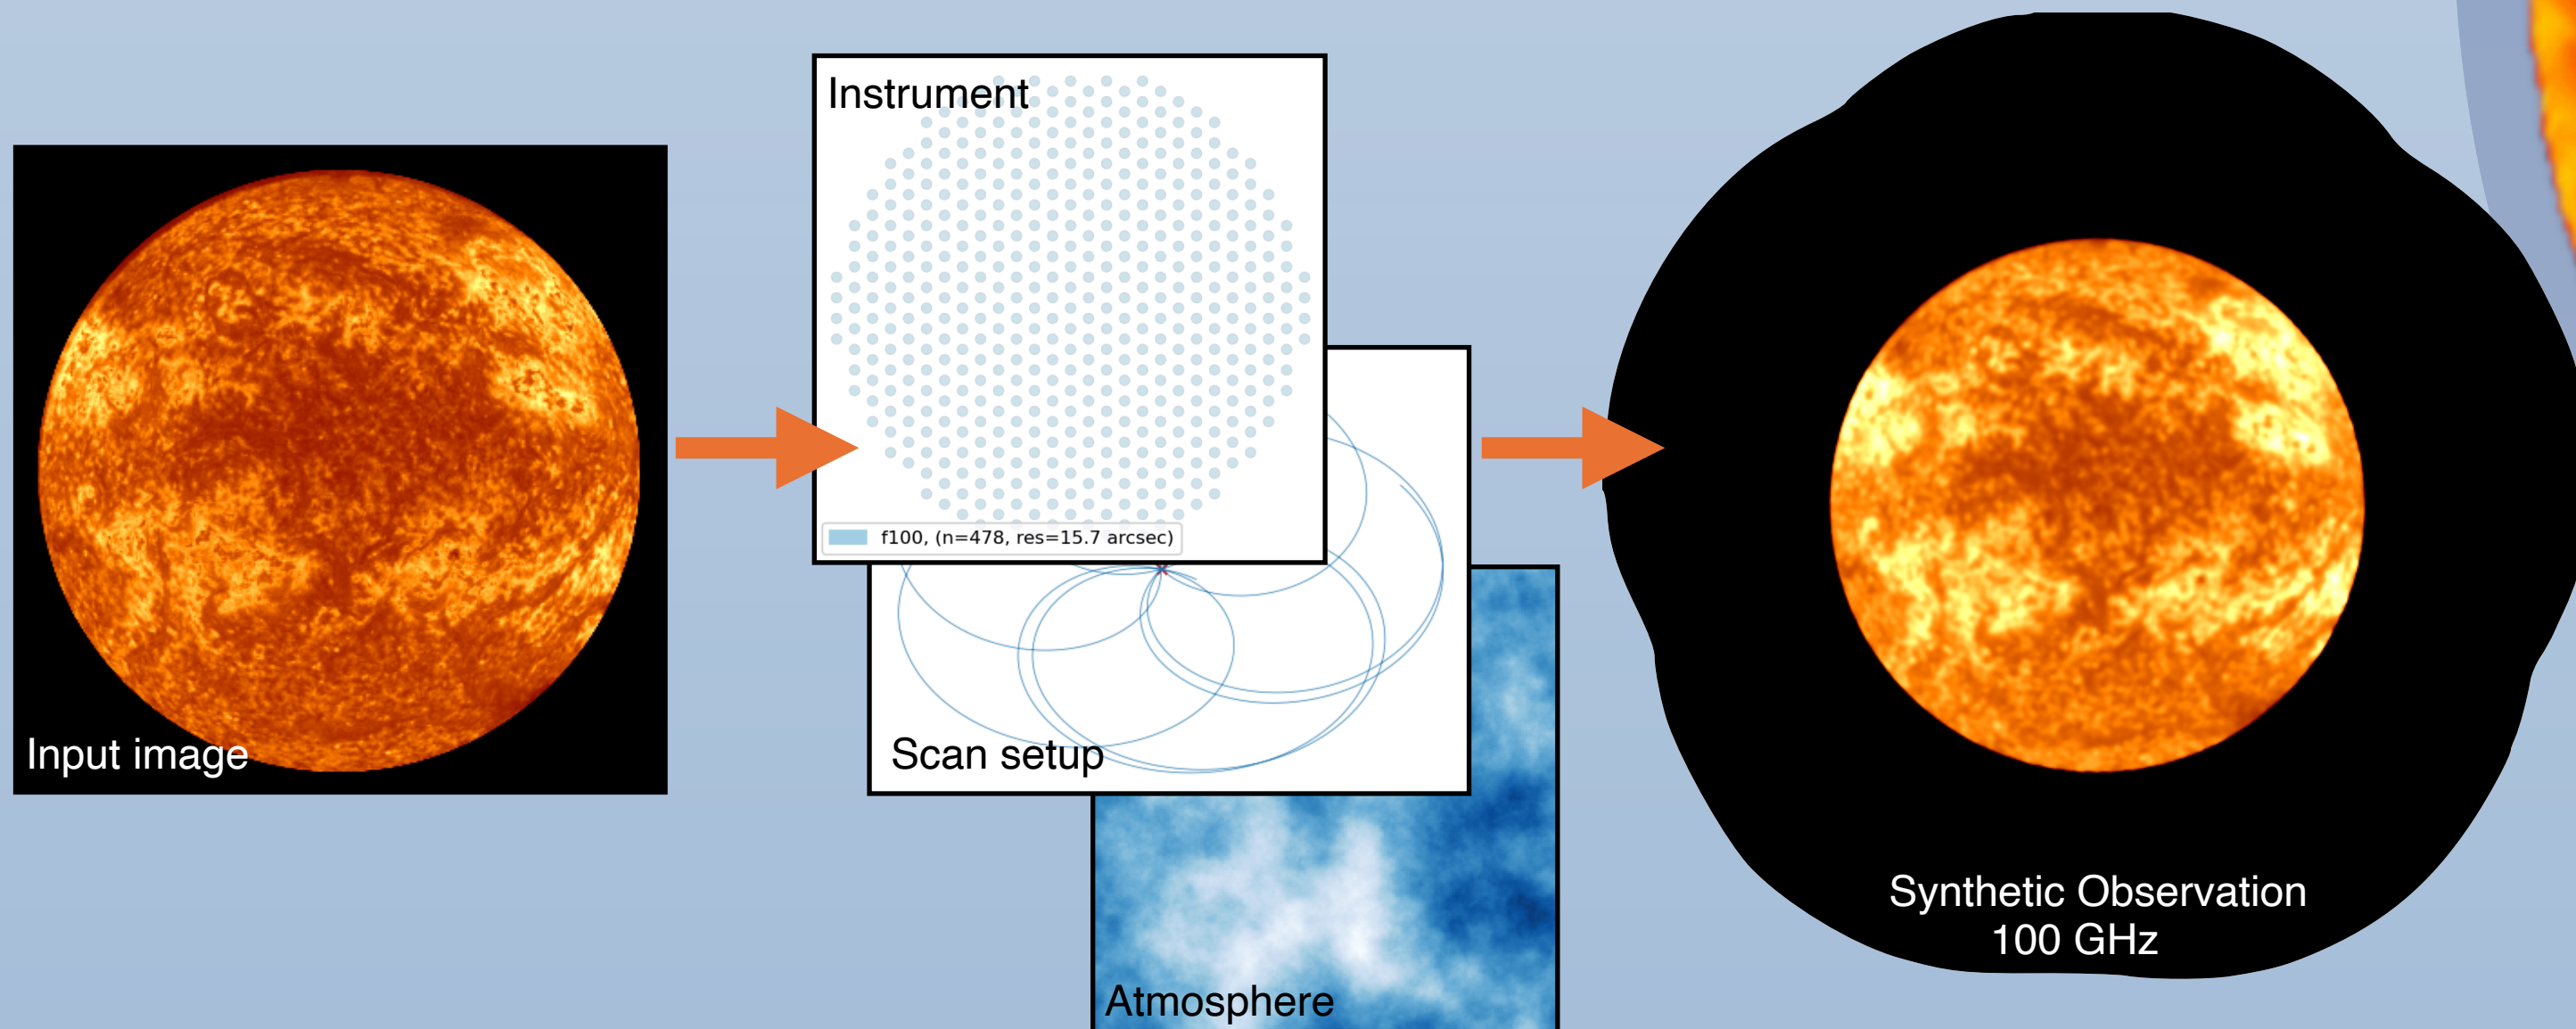 Instrument
f100, (n=478, res=15.7 arcsec)
Input image
Scan setup
Atmosphere
Synthetic Observation
100 GHz